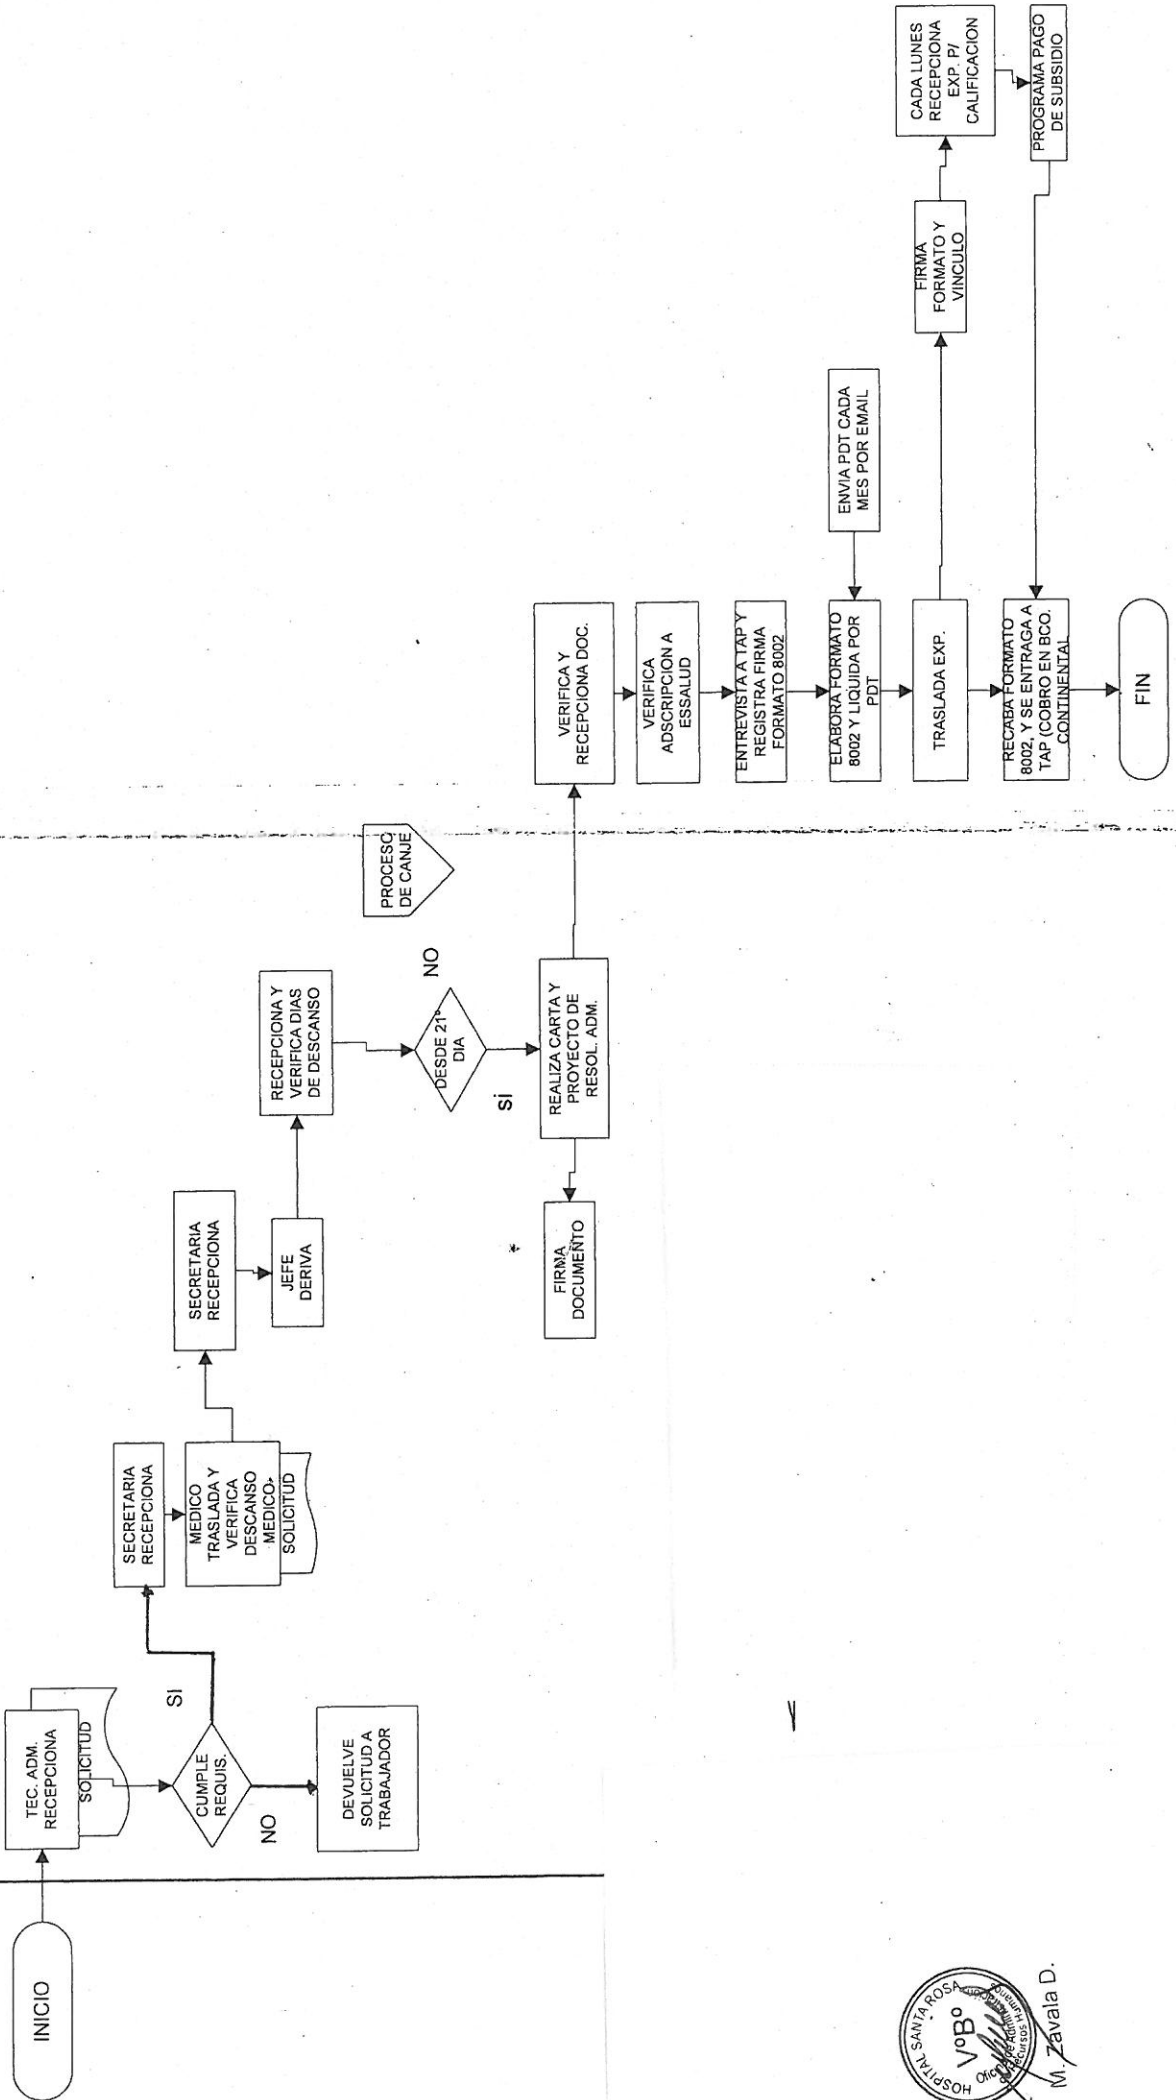 INICIO
TEC. ADM.
RECEPCIONA
SOLICITUD
CUMPLE
REQUIS.
SI
NO
DEVUELVE
SOLICITUD A
TRABAJADOR
SECRETARIA
RECEPCIONA
MEDICO
TRASLADA Y
VERIFICA
DESCANSO
MEDICO
SOLICITUD
SECRETARIA
RECEPCIONA
JEFE
DERIVA
RECEPCIONA Y
VERIFICA DIAS
DE DESCANSO
DESDE 21º
DIA
NO
SI
PROCESO
DE CANJE
REALIZA CARTA Y
PROYECTO DE
RESOL. ADM.
FIRMA
DOCUMENTO
VERIFICA Y
RECEPCIONA DOC.
VERIFICA
ADSCRIPCION A
ESSALUD
ENTREVISTA A TAP Y
REGISTRA FIRMA
FORMATO 8002
ELABORA FORMATO
8002 Y LIQUIDA POR
PDT
ENVIA PDT CADA
MES POR EMAIL
TRASLADA EXP.
FIRMA
FORMATO Y
VINCULO
CADA LUNES
RECEPCIONA
EXP. P/
CALIFICACION
PROGRAMA PAGO
DE SUBSIDIO
RECABA FORMATO
8002, Y SE ENTRAGA A
TAP (COBRO EN BCO.
CONTINENTAL
FIN
HOSPITAL SANTA ROSA
VºBº
M. Zavala D.